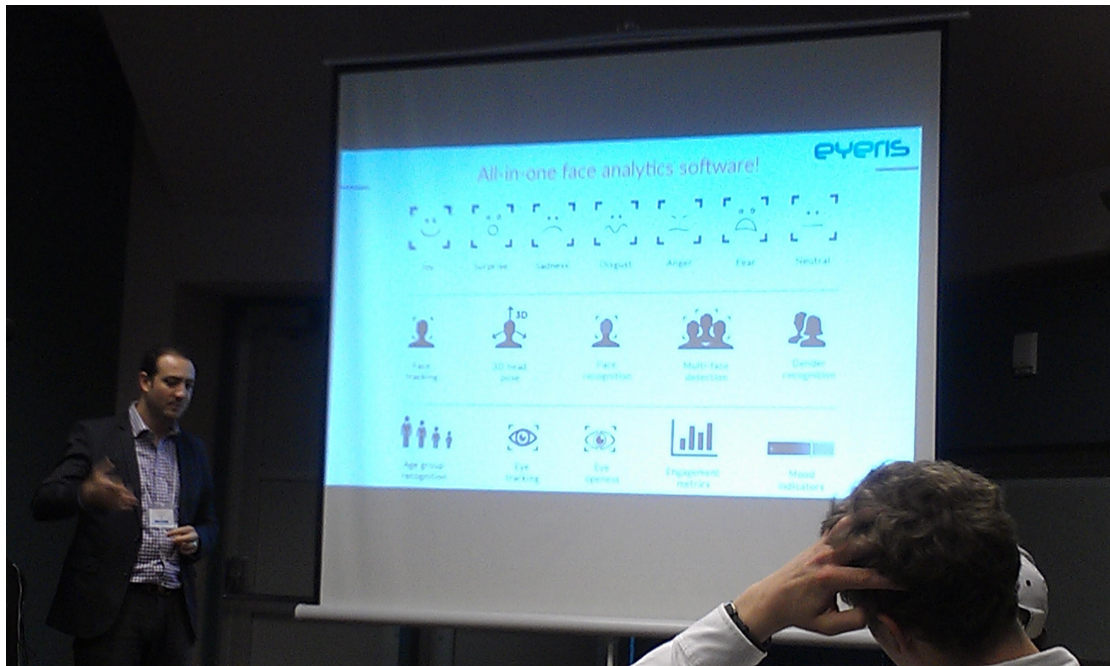 eyeris
All-in-one face analytics software!
Joy Surprise Sadness Disgust Anger Fear Neutral
3D
Face
tracking
3D head
pose
Face
recognition
Multi-face
detection
Gender
recognition
Age group
recognition
Eye
tracking
Eye
openess
Engagement
metrics
Mood
indicators